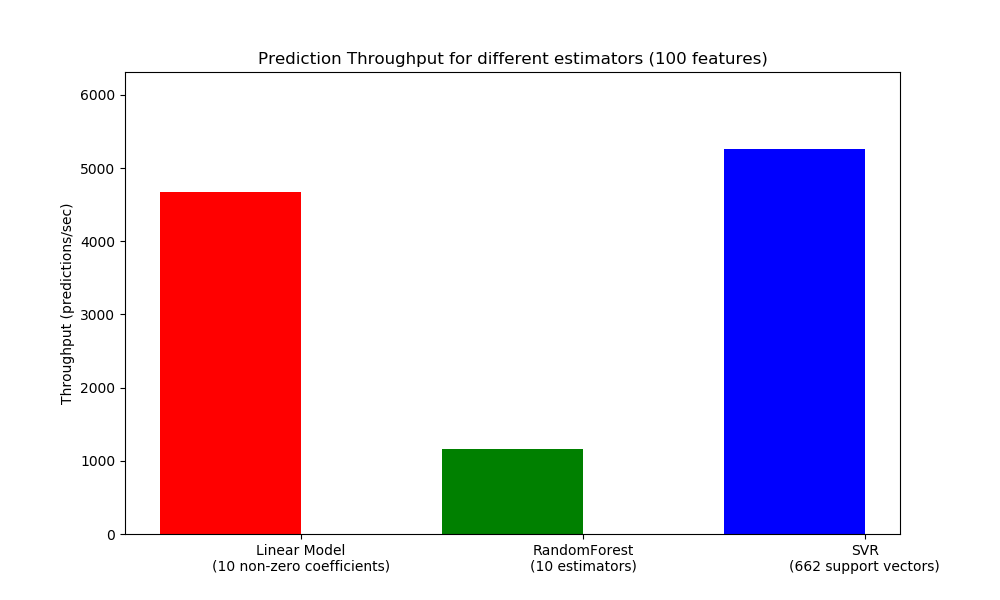 Prediction Throughput for different estimators (100 features)
Throughput (predictions/sec)
6000
5000
4000
3000
2000
1000
0
Linear Model
(10 non-zero coefficients)
RandomForest
(10 estimators)
SVR
(662 support vectors)